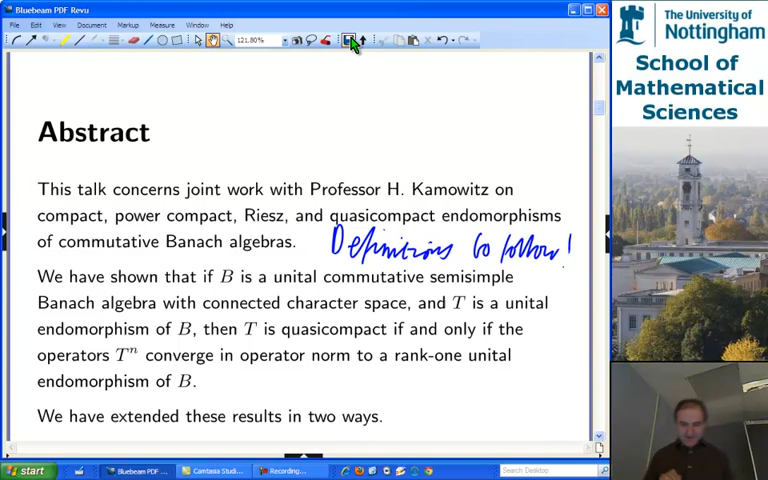 Bluebeam PDF Revu
File Edit View Document Markup Measure Window Help
121.80%
The University of
Nottingham
School of
Mathematical
Sciences
Abstract
This talk concerns joint work with Professor H. Kamowitz on
compact, power compact, Riesz, and quasicompact endomorphisms
of commutative Banach algebras.
Definitions to follow!
We have shown that if B is a unital commutative semisimple
Banach algebra with connected character space, and T is a unital
endomorphism of B, then T is quasicompact if and only if the
operators Tⁿ converge in operator norm to a rank-one unital
endomorphism of B.
We have extended these results in two ways.
start
Bluebeam PDF ...
Camtasia Studi...
Recording...
Search Desktop